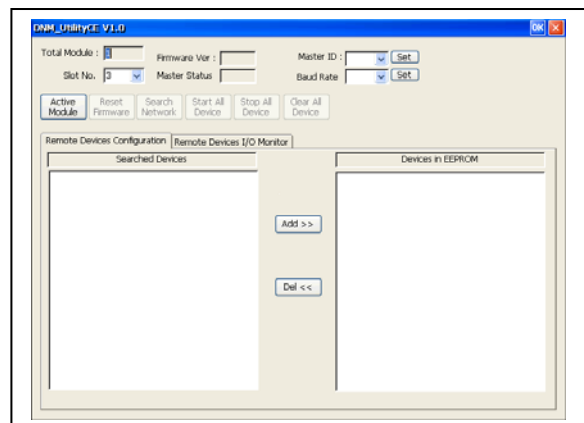 DNM_UtilityCE V1.0 OK
Total Module : 1 Firmware Ver : Master ID : Set
Slot No. 3 Master Status Baud Rate Set
Active Module Reset Firmware Search Network Start All Device Stop All Device Clear All Device
Remote Devices Configuration Remote Devices I/O Monitor
Searched Devices Devices in EEPROM
Add >>
Del <<